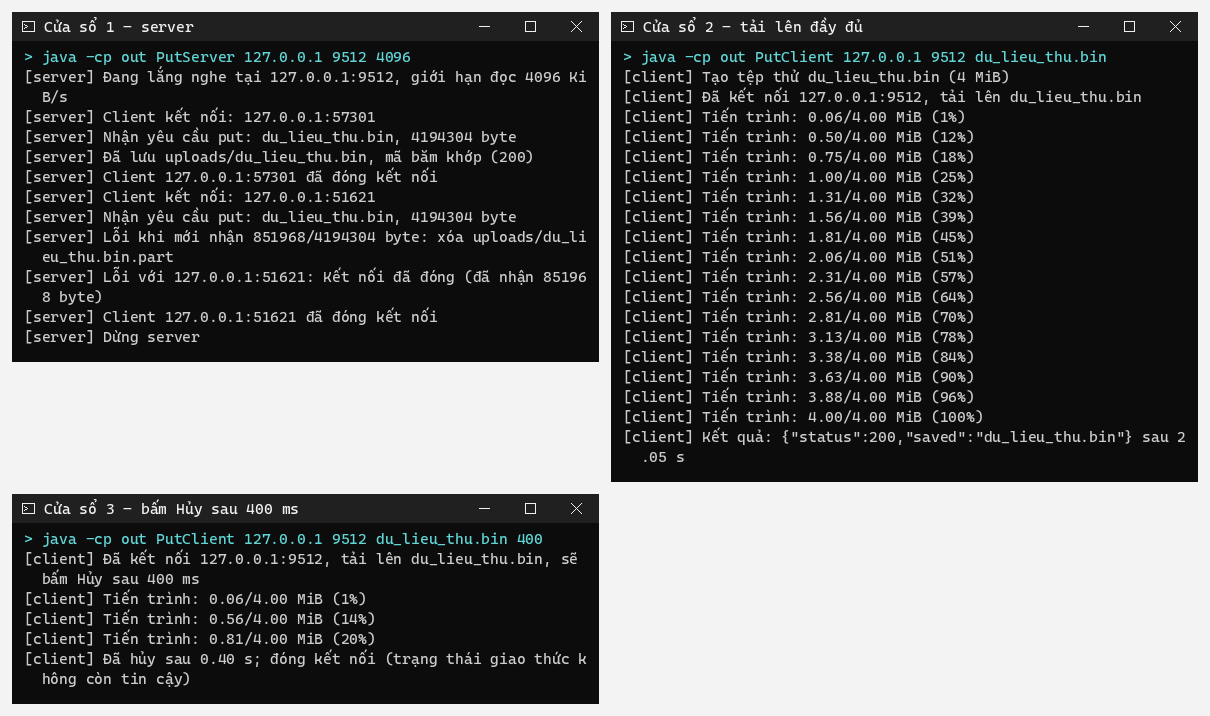 Cửa sổ 1 — server
> java -cp out PutServer 127.0.0.1 9512 4096
[server] Đang lắng nghe tại 127.0.0.1:9512, giới hạn đọc 4096 Ki
B/s
[server] Client kết nối: 127.0.0.1:57301
[server] Nhận yêu cầu put: du_lieu_thu.bin, 4194304 byte
[server] Đã lưu uploads/du_lieu_thu.bin, mã băm khớp (200)
[server] Client 127.0.0.1:57301 đã đóng kết nối
[server] Client kết nối: 127.0.0.1:51621
[server] Nhận yêu cầu put: du_lieu_thu.bin, 4194304 byte
[server] Lỗi khi mới nhận 851968/4194304 byte: xóa uploads/du_li
eu_thu.bin.part
[server] Lỗi với 127.0.0.1:51621: Kết nối đã đóng (đã nhận 85196
8 byte)
[server] Client 127.0.0.1:51621 đã đóng kết nối
[server] Dừng server
Cửa sổ 2 — tải lên đầy đủ
> java -cp out PutClient 127.0.0.1 9512 du_lieu_thu.bin
[client] Tạo tệp thử du_lieu_thu.bin (4 MiB)
[client] Đã kết nối 127.0.0.1:9512, tải lên du_lieu_thu.bin
[client] Tiến trình: 0.06/4.00 MiB (1%)
[client] Tiến trình: 0.50/4.00 MiB (12%)
[client] Tiến trình: 0.75/4.00 MiB (18%)
[client] Tiến trình: 1.00/4.00 MiB (25%)
[client] Tiến trình: 1.31/4.00 MiB (32%)
[client] Tiến trình: 1.56/4.00 MiB (39%)
[client] Tiến trình: 1.81/4.00 MiB (45%)
[client] Tiến trình: 2.06/4.00 MiB (51%)
[client] Tiến trình: 2.31/4.00 MiB (57%)
[client] Tiến trình: 2.56/4.00 MiB (64%)
[client] Tiến trình: 2.81/4.00 MiB (70%)
[client] Tiến trình: 3.13/4.00 MiB (78%)
[client] Tiến trình: 3.38/4.00 MiB (84%)
[client] Tiến trình: 3.63/4.00 MiB (90%)
[client] Tiến trình: 3.88/4.00 MiB (96%)
[client] Tiến trình: 4.00/4.00 MiB (100%)
[client] Kết quả: {"status":200,"saved":"du_lieu_thu.bin"} sau 2
.05 s
Cửa sổ 3 — bấm Hủy sau 400 ms
> java -cp out PutClient 127.0.0.1 9512 du_lieu_thu.bin 400
[client] Đã kết nối 127.0.0.1:9512, tải lên du_lieu_thu.bin, sẽ
bấm Hủy sau 400 ms
[client] Tiến trình: 0.06/4.00 MiB (1%)
[client] Tiến trình: 0.56/4.00 MiB (14%)
[client] Tiến trình: 0.81/4.00 MiB (20%)
[client] Đã hủy sau 0.40 s; đóng kết nối (trạng thái giao thức k
hông còn tin cậy)